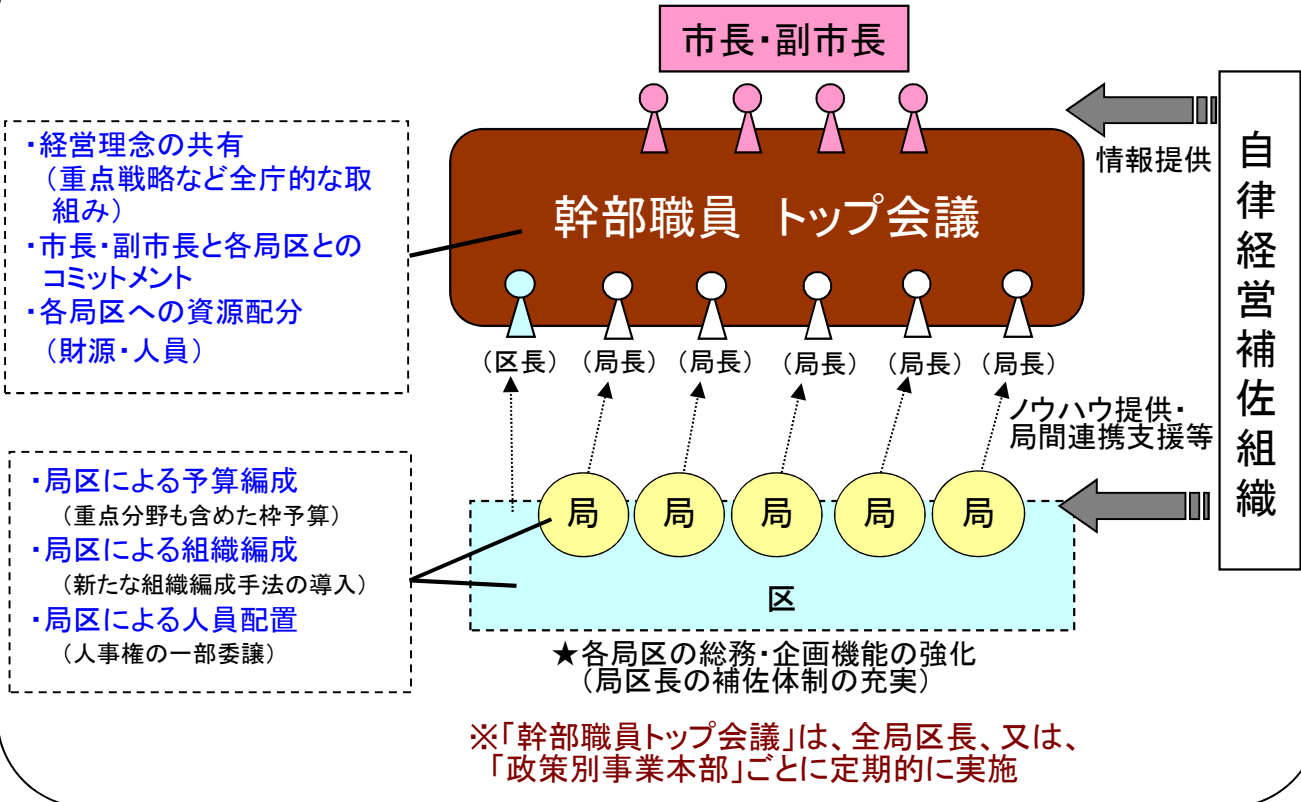 市長・副市長
・経営理念の共有
（重点戦略など全庁的な取
組み）
・市長・副市長と各局区との
コミットメント
・各局区への資源配分
（財源・人員）
幹部職員　トップ会議
情報提供
自律経営補佐組織
（区長）（局長）（局長）（局長）（局長）（局長）
ノウハウ提供・
局間連携支援等
・局区による予算編成
（重点分野も含めた枠予算）
・局区による組織編成
（新たな組織編成手法の導入）
・局区による人員配置
（人事権の一部委譲）
局 局 局 局 局
区
★各局区の総務・企画機能の強化
（局区長の補佐体制の充実）
※「幹部職員トップ会議」は、全局区長、又は、
「政策別事業本部」ごとに定期的に実施